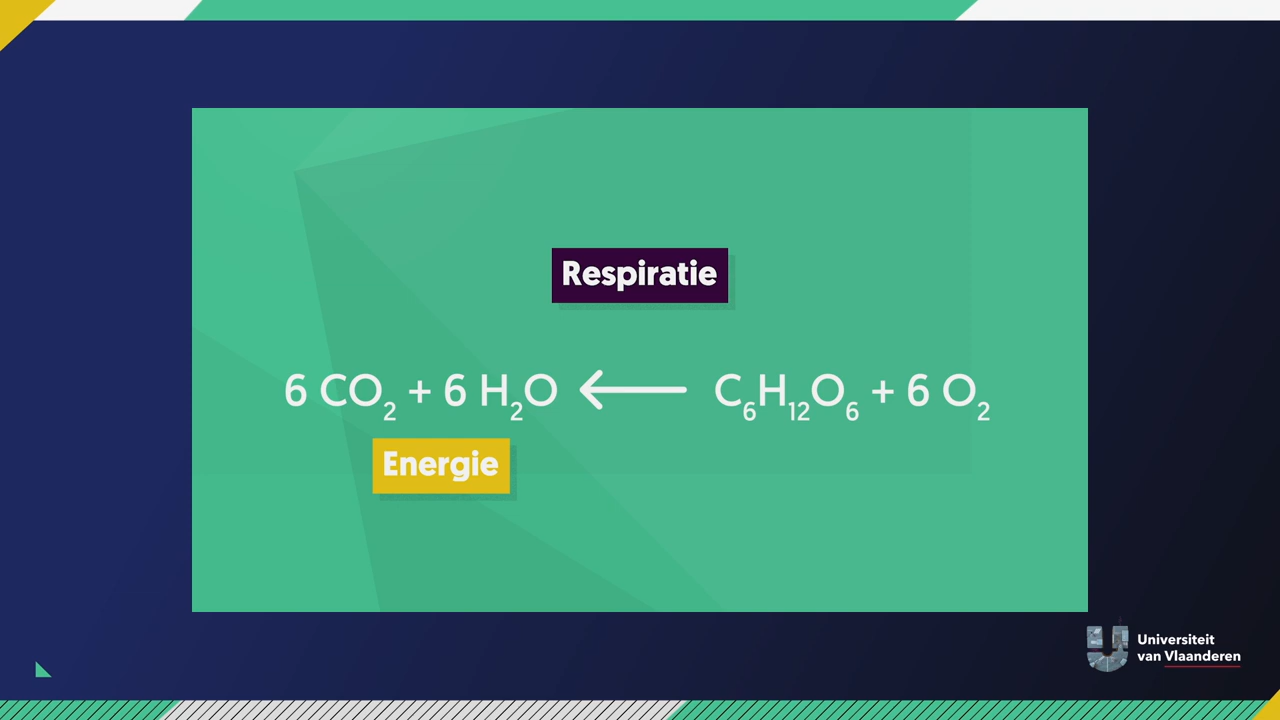 Respiratie
6 CO₂ + 6 H₂O ⟵ C₆H₁₂O₆ + 6 O₂
Energie
Universiteit
van Vlaanderen